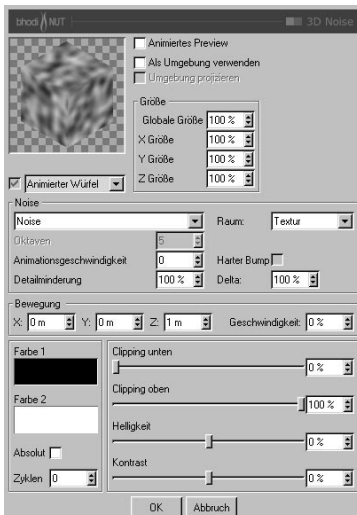 bhodi NUT 3D Noise
Animiertes Preview
Als Umgebung verwenden
Umgebung projizieren
Größe
Globale Größe 100 %
X Größe 100 %
Y Größe 100 %
Z Größe 100 %
Animierter Würfel
Noise
Noise Raum: Textur
Oktaven 5
Animationsgeschwindigkeit 0 Harter Bump
Detailminderung 100 % Delta: 100 %
Bewegung
X: 0 m Y: 0 m Z: 1 m Geschwindigkeit: 0 %
Farbe 1
Farbe 2
Absolut
Zyklen 0
Clipping unten
0 %
Clipping oben
100 %
Helligkeit
0 %
Kontrast
0 %
OK Abbruch